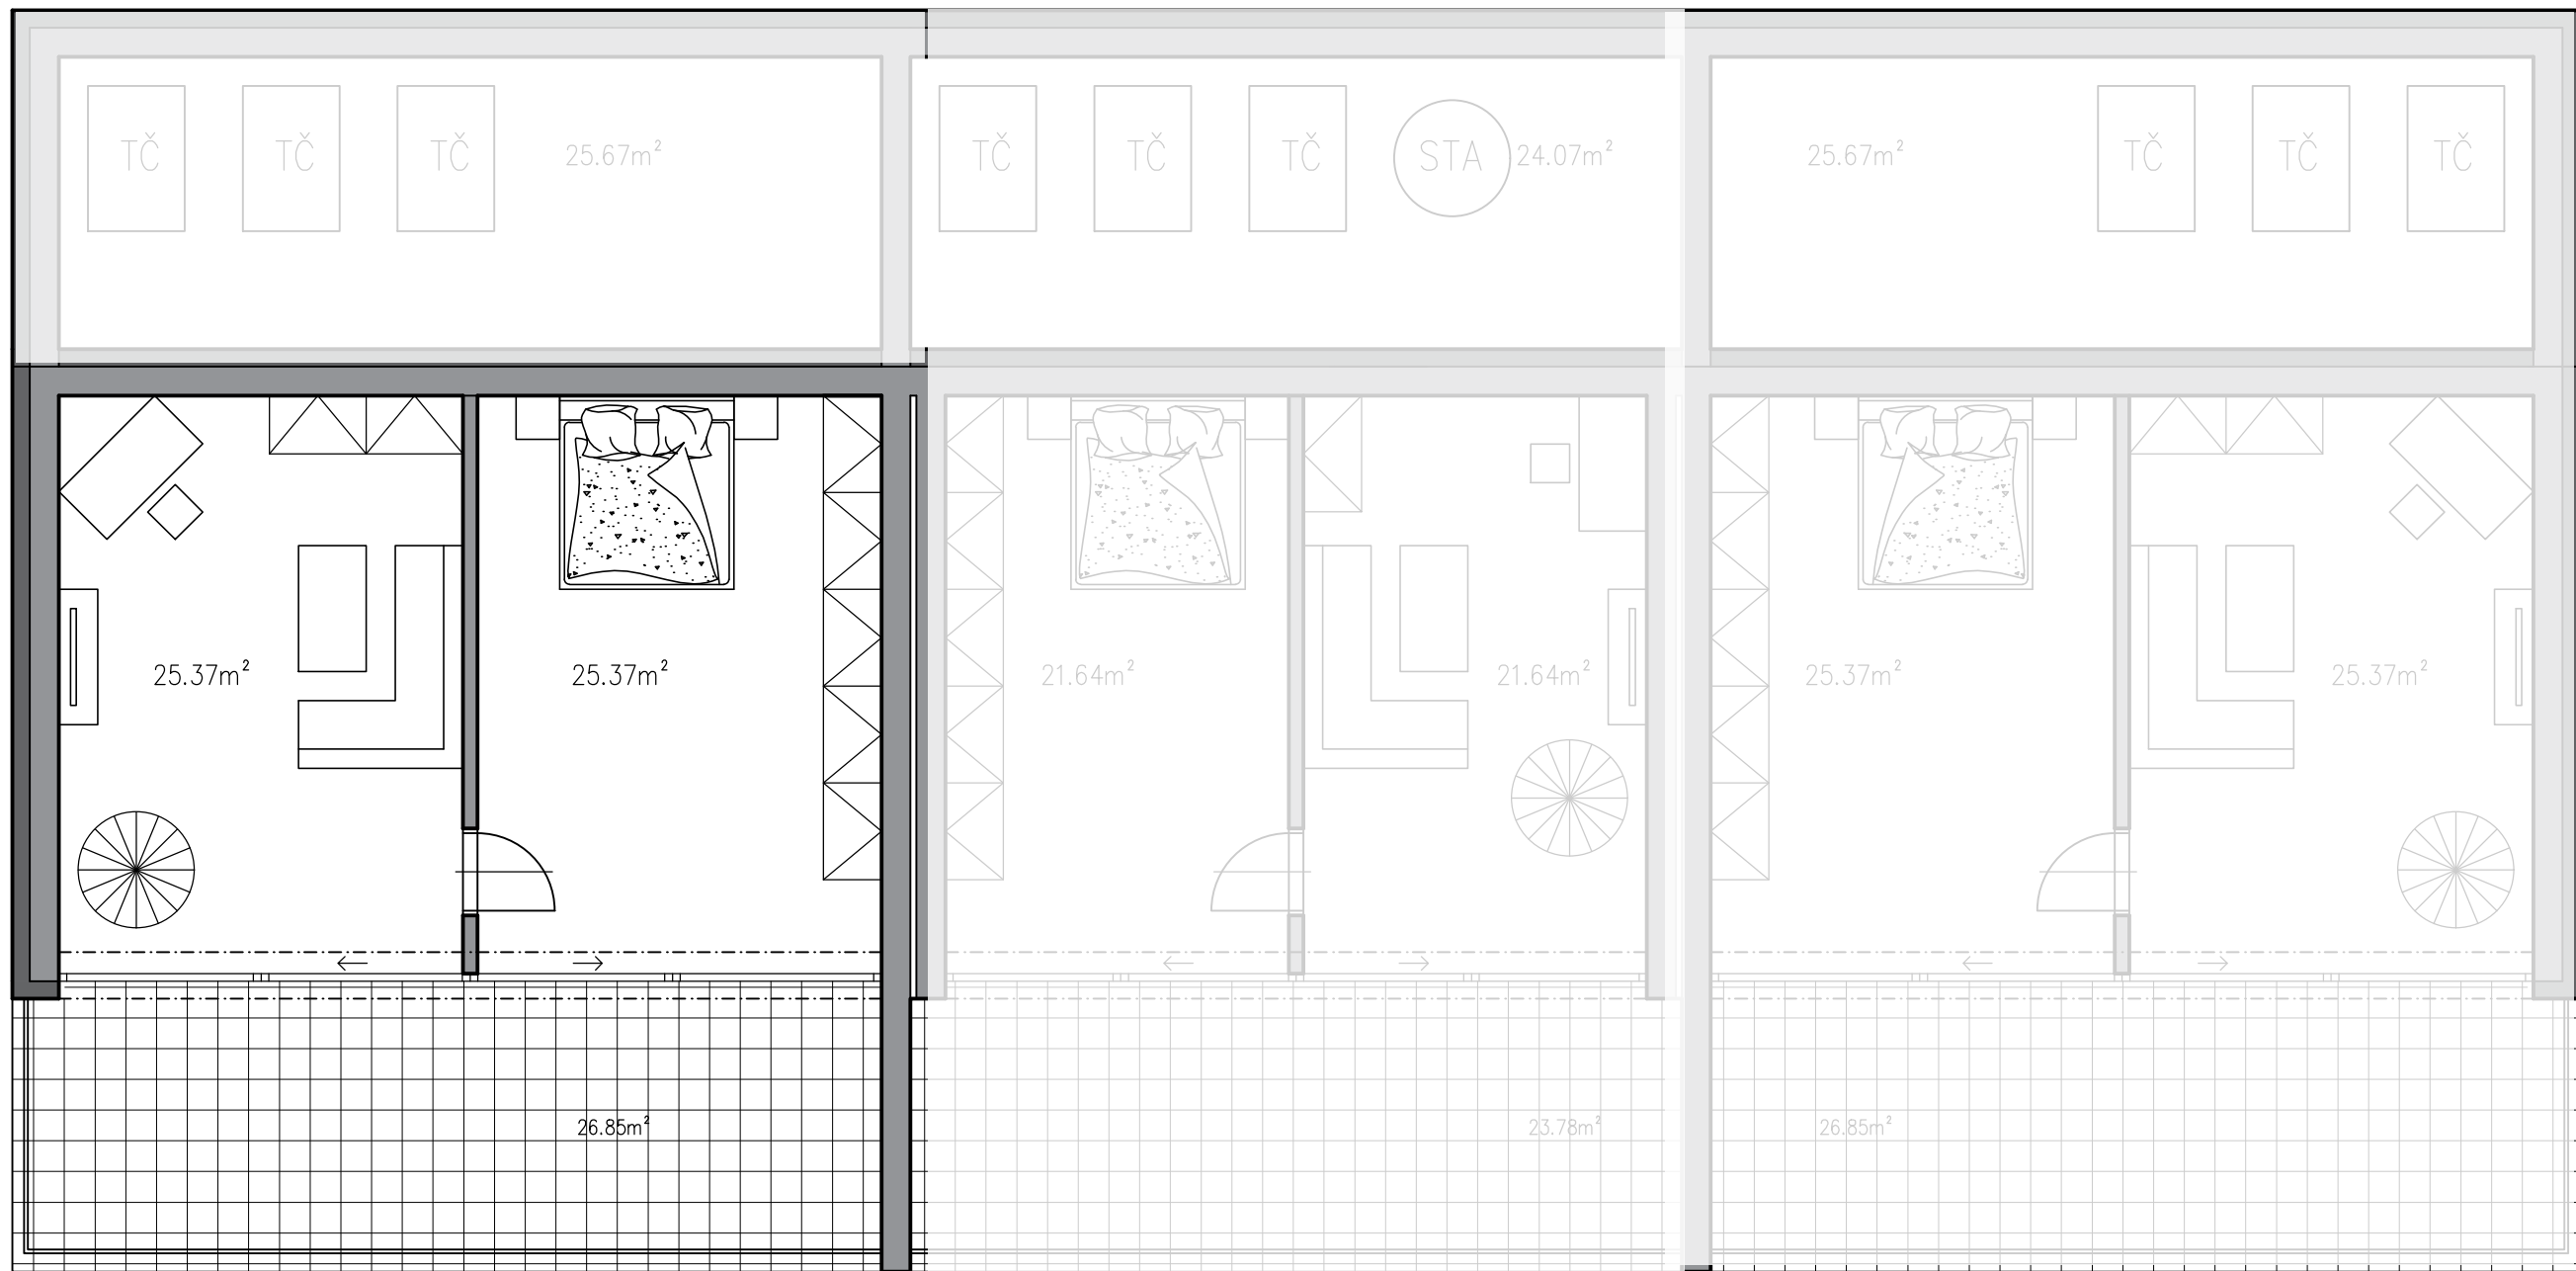 TČ TČ TČ 25.67m² TČ TČ TČ STA 24.07m² 25.67m² TČ TČ TČ
25.37m² 25.37m² 21.64m² 21.64m² 25.37m² 25.37m²
26.85m² 23.78m² 26.85m²